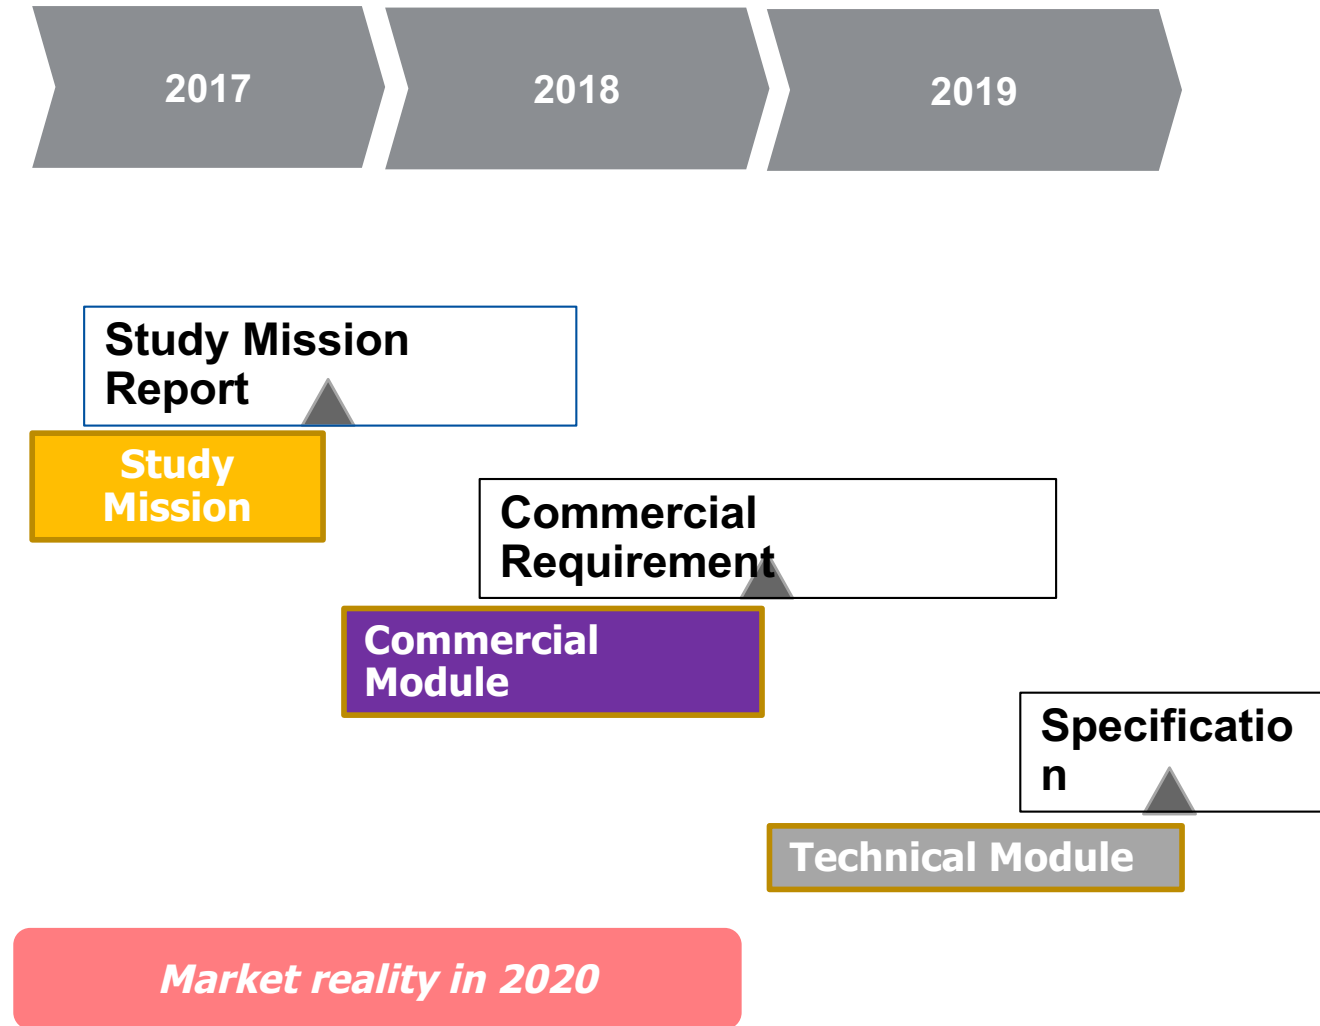 2017
2018
2019
Study Mission
Report
Study
Mission
Commercial
Requirement
Commercial
Module
Specificatio
n
Technical Module
Market reality in 2020